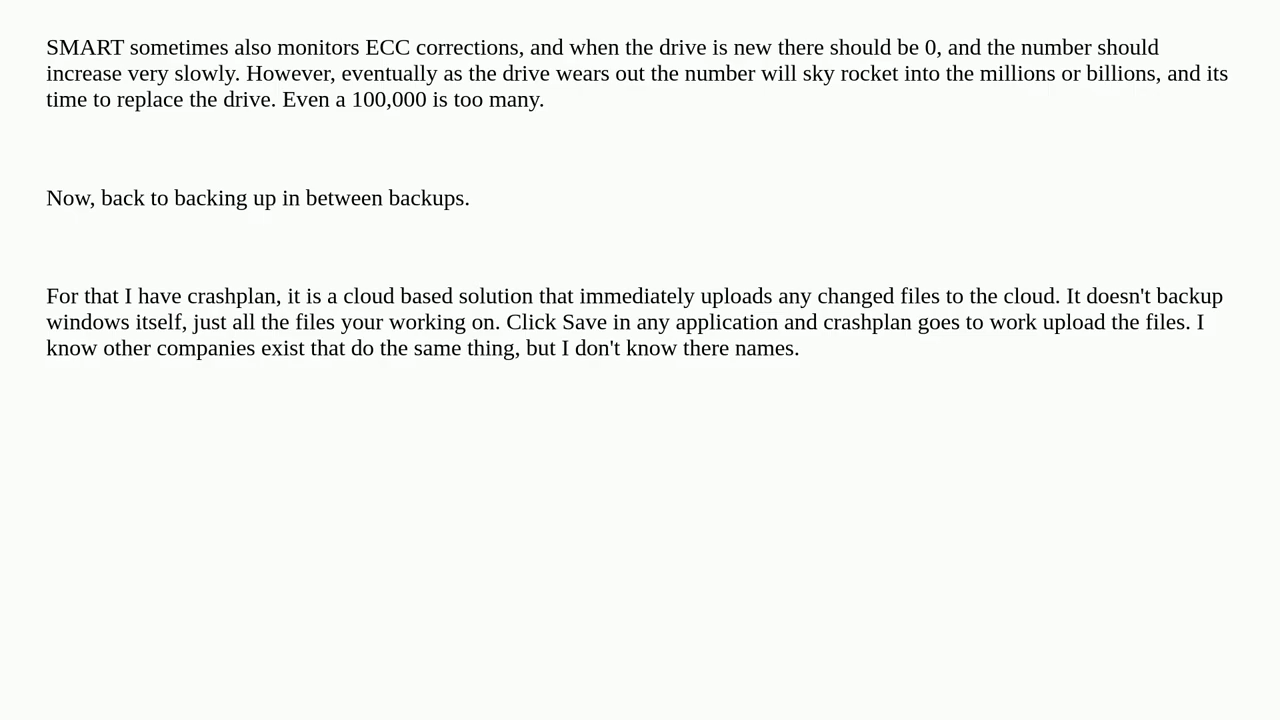 SMART sometimes also monitors ECC corrections, and when the drive is new there should be 0, and the number should
increase very slowly. However, eventually as the drive wears out the number will sky rocket into the millions or billions, and its
time to replace the drive. Even a 100,000 is too many.
Now, back to backing up in between backups.
For that I have crashplan, it is a cloud based solution that immediately uploads any changed files to the cloud. It doesn't backup
windows itself, just all the files your working on. Click Save in any application and crashplan goes to work upload the files. I
know other companies exist that do the same thing, but I don't know there names.